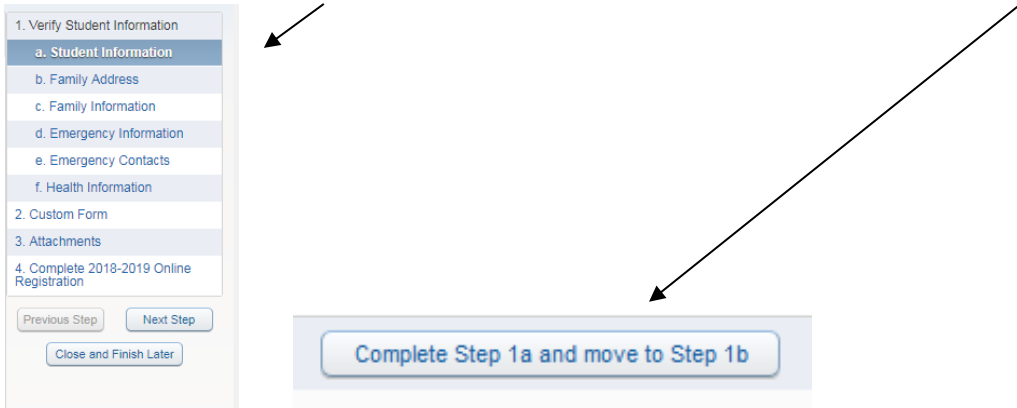 1. Verify Student Information
a. Student Information
b. Family Address
c. Family Information
d. Emergency Information
e. Emergency Contacts
f. Health Information
2. Custom Form
3. Attachments
4. Complete 2018-2019 Online
Registration
Previous Step Next Step
Close and Finish Later
Complete Step 1a and move to Step 1b